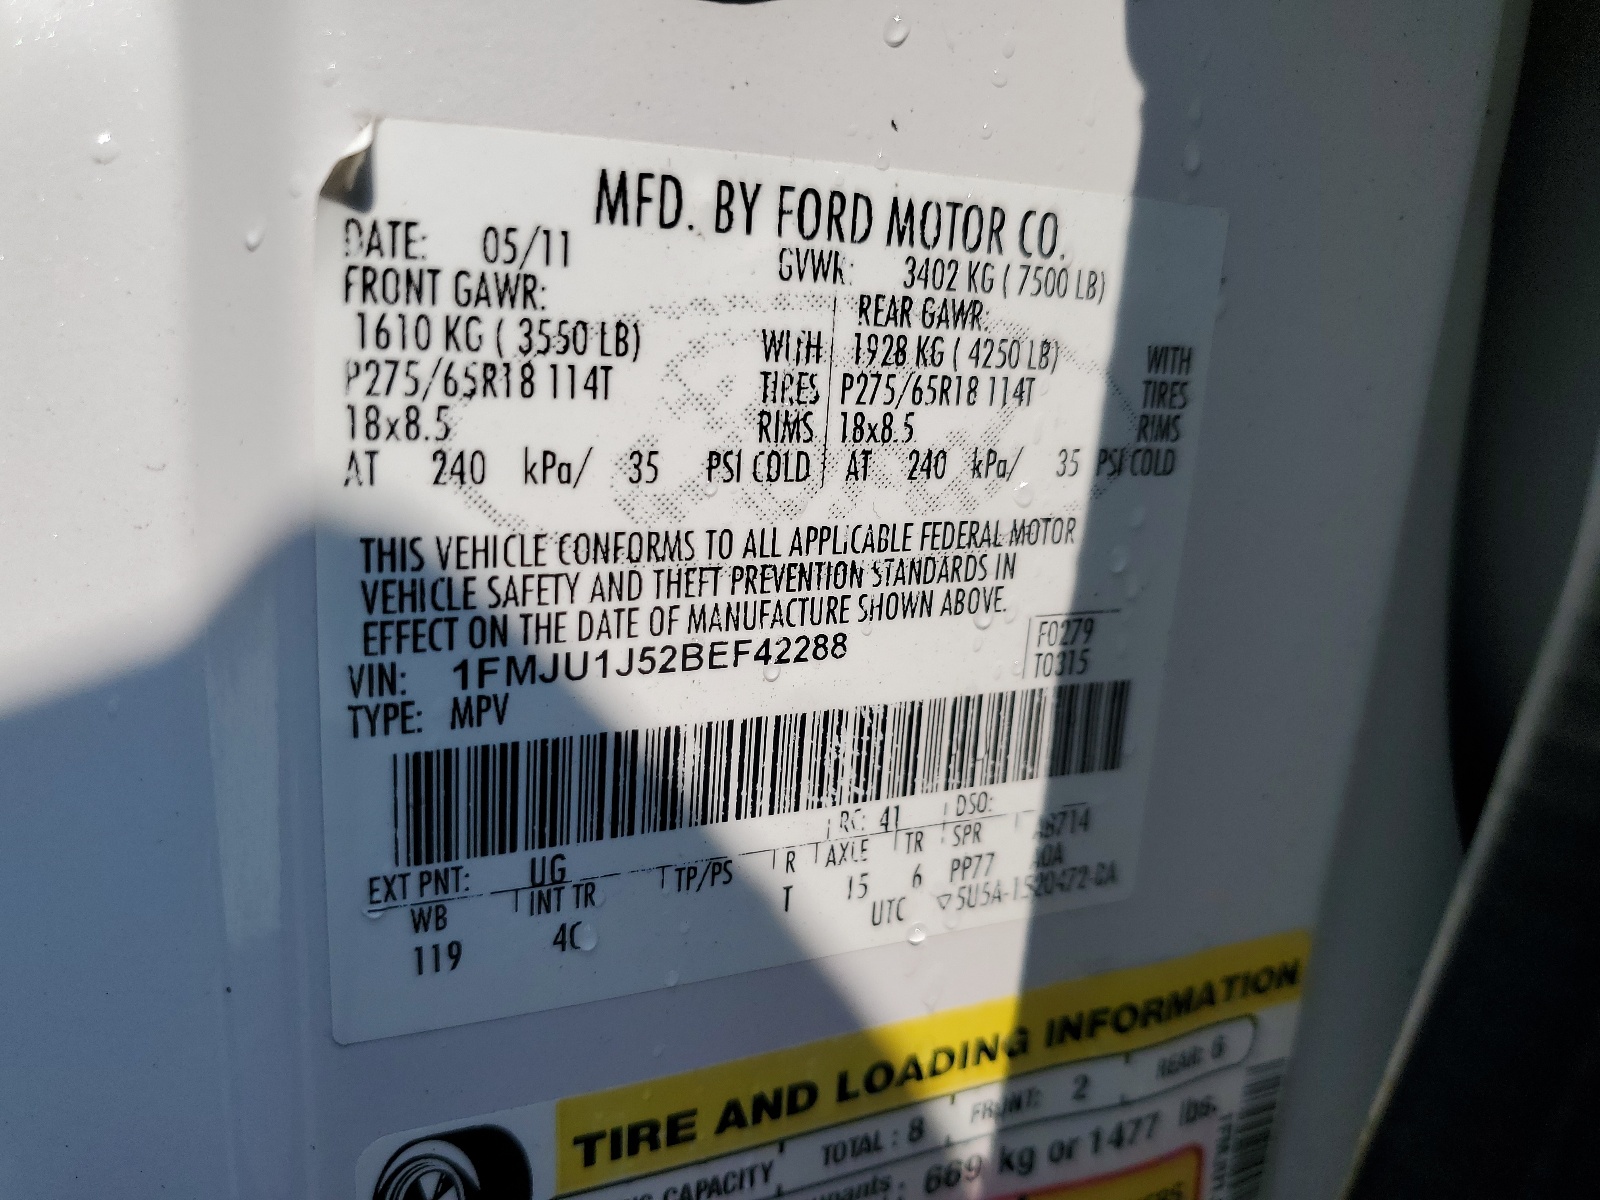 MFD. BY FORD MOTOR CO.
DATE: 05/11 GVWR: 3402 KG ( 7500 LB)
FRONT GAWR: REAR GAWR:
1610 KG ( 3550 LB) WITH 1928 KG ( 4250 LB) WITH
P275/65R18 114T TIRES P275/65R18 114T TIRES
18x8.5 RIMS 18x8.5 RIMS
AT 240 kPa/ 35 PSI COLD AT 240 kPa/ 35 PSI COLD
THIS VEHICLE CONFORMS TO ALL APPLICABLE FEDERAL MOTOR
VEHICLE SAFETY AND THEFT PREVENTION STANDARDS IN
EFFECT ON THE DATE OF MANUFACTURE SHOWN ABOVE.
VIN: 1FMJU1J52BEF42288 F0279
TYPE: MPV T0315
EXT PNT: UG RC: 41 DSO:
WB INT TR TP/PS R AXLE TR SPR
119 4C T 15 6 PP77
UTC
TIRE AND LOADING INFORMATION
CAPACITY TOTAL : 8 FRONT: 2 REAR: 6
669 kg or 1477 lbs.